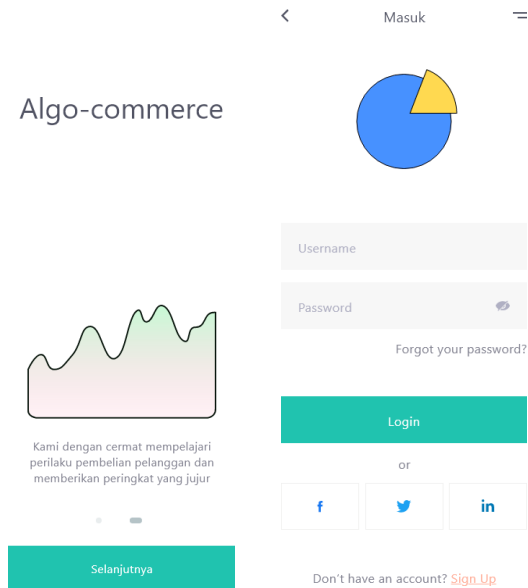 Algo-commerce
Kami dengan cermat mempelajari
perilaku pembelian pelanggan dan
memberikan peringkat yang jujur
Selanjutnya
Masuk
Username
Password
Forgot your password?
Login
or
f
in
Don't have an account? Sign Up